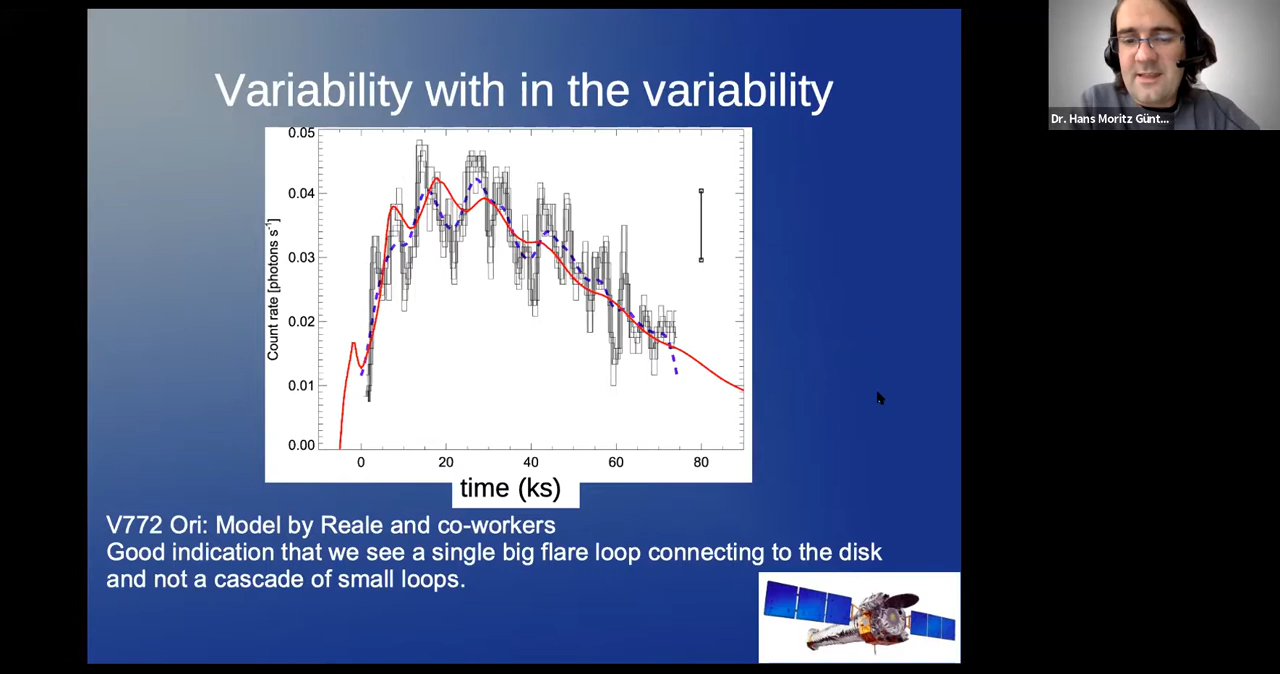 Variability with in the variability
0.05
0.04
0.03
0.02
0.01
0.00
Count rate [photons s⁻¹]
0 20 40 60 80
time (ks)
V772 Ori: Model by Reale and co-workers
Good indication that we see a single big flare loop connecting to the disk
and not a cascade of small loops.
Dr. Hans Moritz Günt...